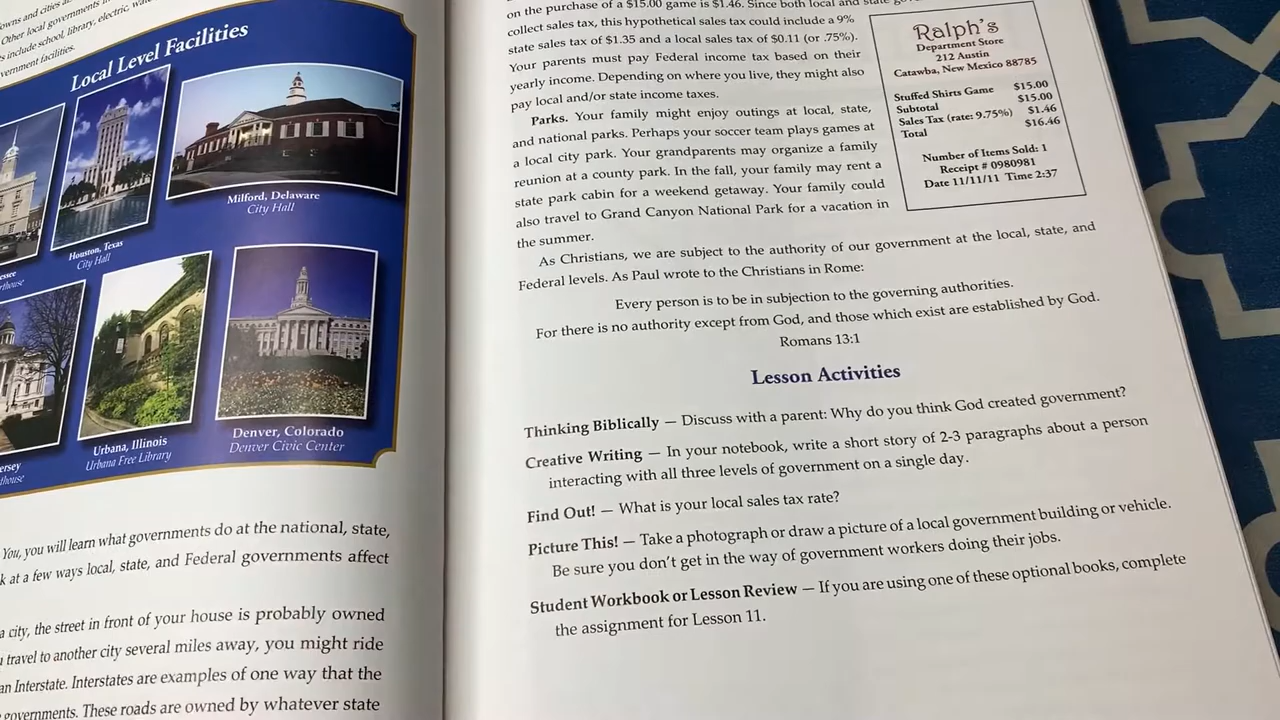 towns and cities
Other local governments
include school, library, electric, wat
vernment facilities.
Local Level Facilities
Milford, Delaware
City Hall
Houston, Texas
City Hall
Urbana, Illinois
Urbana Free Library
Denver, Colorado
Denver Civic Center
You, you will learn what governments do at the national, state,
k at a few ways local, state, and Federal governments affect
a city, the street in front of your house is probably owned
travel to another city several miles away, you might ride
an Interstate. Interstates are examples of one way that the
governments. These roads are owned by whatever state
on the purchase of a $15.00 game is $1.46. Since both local and state
collect sales tax, this hypothetical sales tax could include a 9%
state sales tax of $1.35 and a local sales tax of $0.11 (or .75%).
Your parents must pay Federal income tax based on their
yearly income. Depending on where you live, they might also
pay local and/or state income taxes.
Parks. Your family might enjoy outings at local, state,
and national parks. Perhaps your soccer team plays games at
a local city park. Your grandparents may organize a family
reunion at a county park. In the fall, your family may rent a
state park cabin for a weekend getaway. Your family could
also travel to Grand Canyon National Park for a vacation in
the summer.
Ralph's
Department Store
212 Austin
Catawba, New Mexico 88785
Stuffed Shirts Game $15.00
Subtotal $15.00
Sales Tax (rate: 9.75%) $1.46
Total $16.46
Number of Items Sold: 1
Receipt # 0980981
Date 11/11/11 Time 2:37
As Christians, we are subject to the authority of our government at the local, state, and
Federal levels. As Paul wrote to the Christians in Rome:
Every person is to be in subjection to the governing authorities.
For there is no authority except from God, and those which exist are established by God.
Romans 13:1
Lesson Activities
Thinking Biblically — Discuss with a parent: Why do you think God created government?
Creative Writing — In your notebook, write a short story of 2-3 paragraphs about a person
interacting with all three levels of government on a single day.
Find Out! — What is your local sales tax rate?
Picture This! — Take a photograph or draw a picture of a local government building or vehicle.
Be sure you don't get in the way of government workers doing their jobs.
Student Workbook or Lesson Review — If you are using one of these optional books, complete
the assignment for Lesson 11.